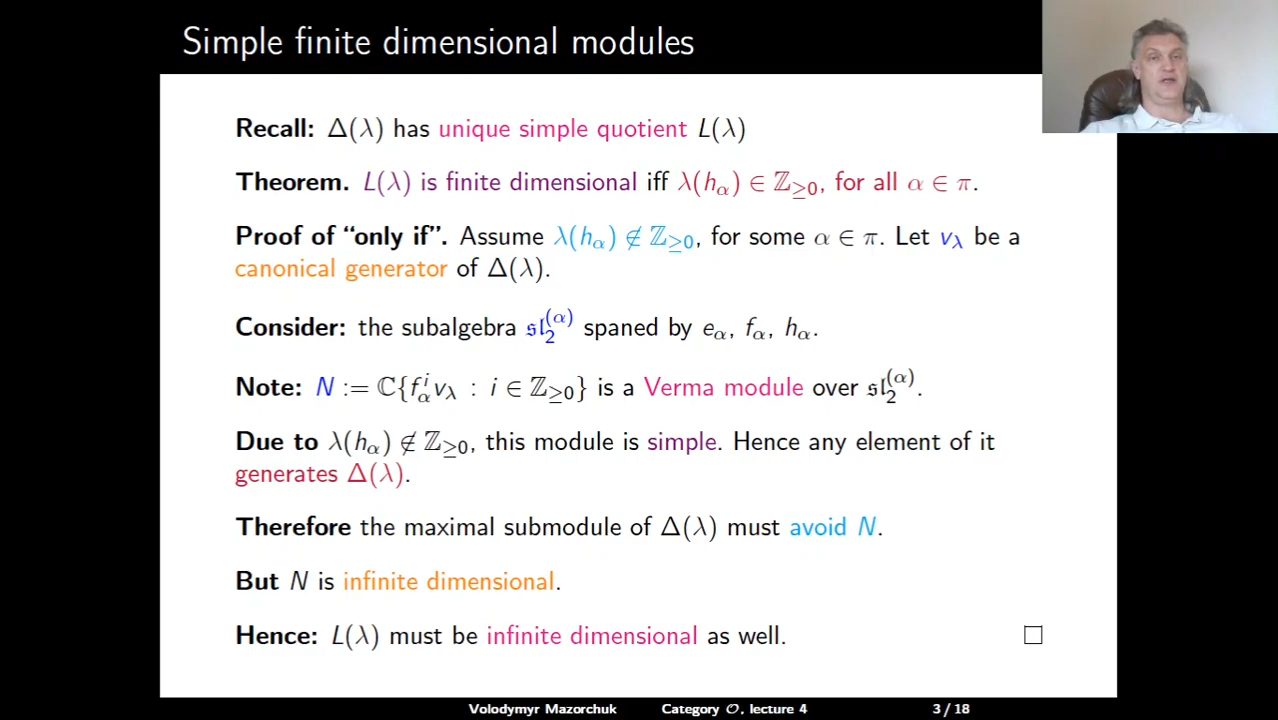 Simple finite dimensional modules
Recall: Δ(λ) has unique simple quotient L(λ)
Theorem. L(λ) is finite dimensional iff λ(h_α) ∈ ℤ_≥0, for all α ∈ π.
Proof of “only if”. Assume λ(h_α) ∉ ℤ_≥0, for some α ∈ π. Let v_λ be a
canonical generator of Δ(λ).
Consider: the subalgebra 𝔰𝔩_2^(α) spaned by e_α, f_α, h_α.
Note: N := ℂ{f_α^i v_λ : i ∈ ℤ_≥0} is a Verma module over 𝔰𝔩_2^(α).
Due to λ(h_α) ∉ ℤ_≥0, this module is simple. Hence any element of it
generates Δ(λ).
Therefore the maximal submodule of Δ(λ) must avoid N.
But N is infinite dimensional.
Hence: L(λ) must be infinite dimensional as well. □
Volodymyr Mazorchuk Category 𝒪, lecture 4 3 / 18